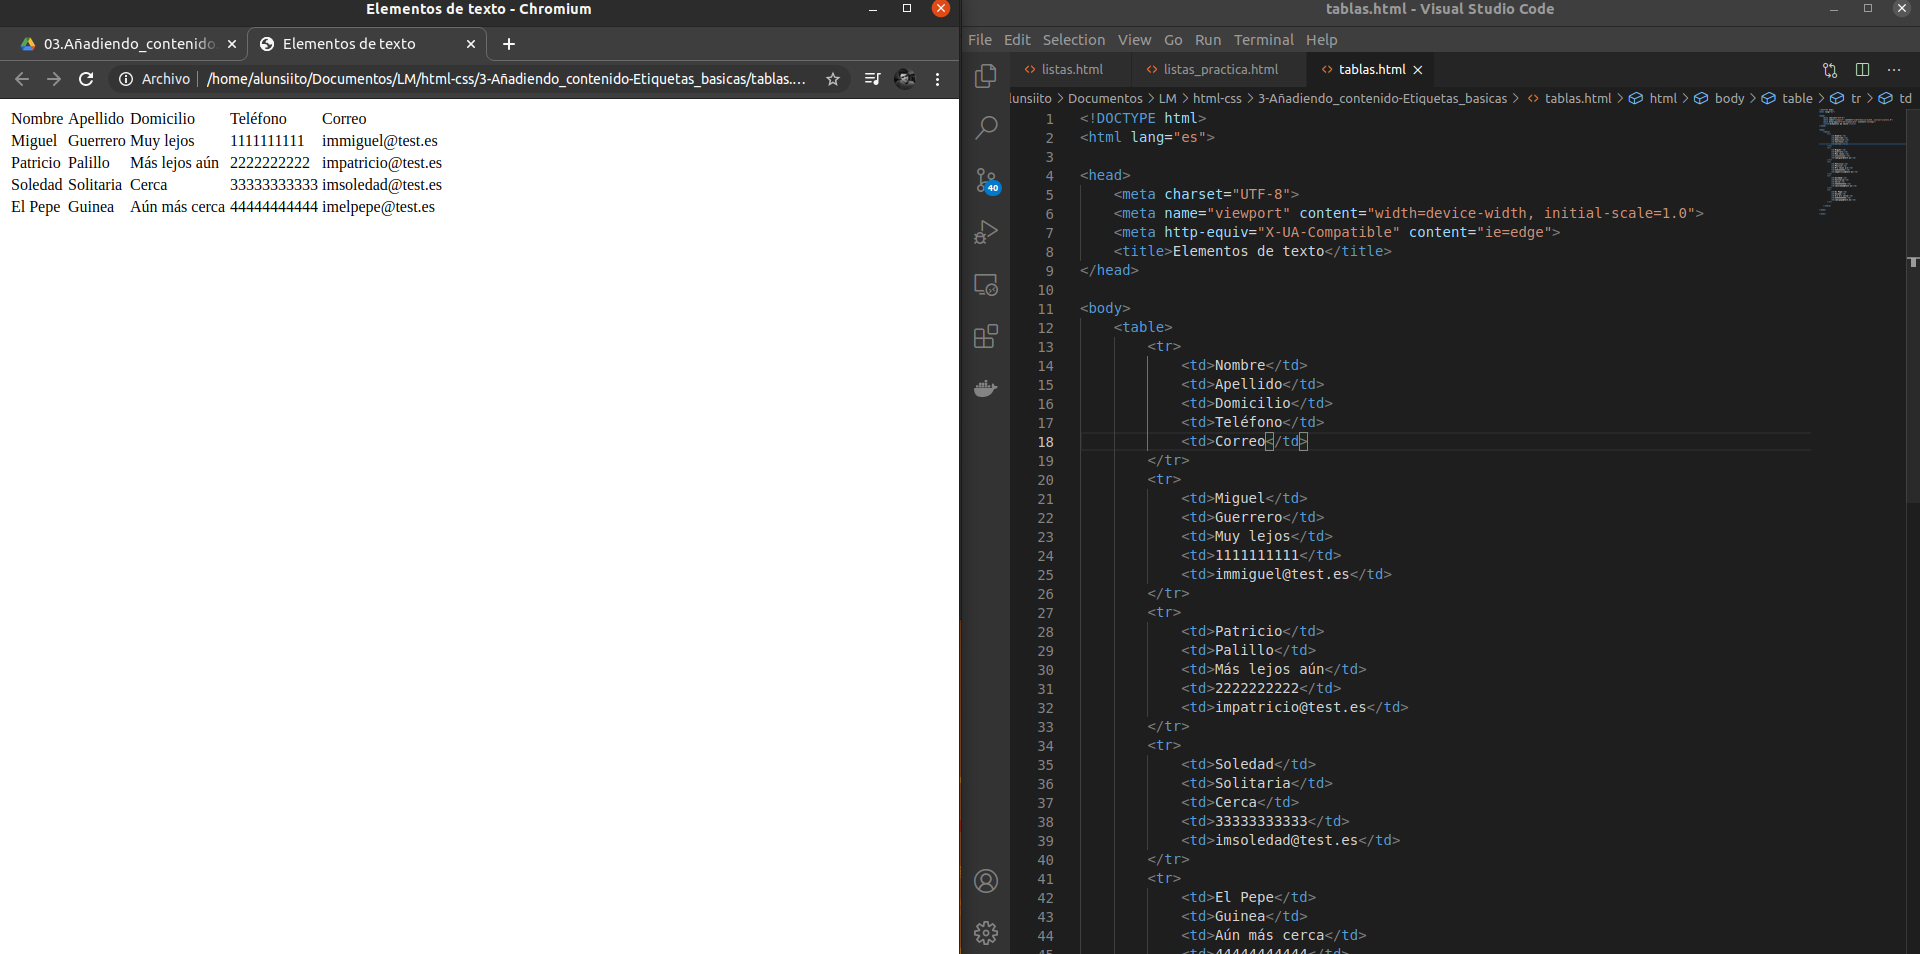 Elementos de texto - Chromium
03.Añadiendo_contenido
Elementos de texto
Archivo
/home/alunsiito/Documentos/LM/html-css/3-Añadiendo_contenido-Etiquetas_basicas/tablas....
Nombre Apellido Domicilio Teléfono Correo
Miguel Guerrero Muy lejos 1111111111 immiguel@test.es
Patricio Palillo Más lejos aún 2222222222 impatricio@test.es
Soledad Solitaria Cerca 33333333333 imsoledad@test.es
El Pepe Guinea Aún más cerca 44444444444 imelpepe@test.es
tablas.html - Visual Studio Code
File Edit Selection View Go Run Terminal Help
listas.html listas_practica.html tablas.html
lunsiito > Documentos > LM > html-css > 3-Añadiendo_contenido-Etiquetas_basicas > tablas.html > html > body > table > tr > td
40
1 <!DOCTYPE html>
2 <html lang="es">
3
4 <head>
5 <meta charset="UTF-8">
6 <meta name="viewport" content="width=device-width, initial-scale=1.0">
7 <meta http-equiv="X-UA-Compatible" content="ie=edge">
8 <title>Elementos de texto</title>
9 </head>
10
11 <body>
12 <table>
13 <tr>
14 <td>Nombre</td>
15 <td>Apellido</td>
16 <td>Domicilio</td>
17 <td>Teléfono</td>
18 <td>Correo</td>
19 </tr>
20 <tr>
21 <td>Miguel</td>
22 <td>Guerrero</td>
23 <td>Muy lejos</td>
24 <td>1111111111</td>
25 <td>immiguel@test.es</td>
26 </tr>
27 <tr>
28 <td>Patricio</td>
29 <td>Palillo</td>
30 <td>Más lejos aún</td>
31 <td>2222222222</td>
32 <td>impatricio@test.es</td>
33 </tr>
34 <tr>
35 <td>Soledad</td>
36 <td>Solitaria</td>
37 <td>Cerca</td>
38 <td>33333333333</td>
39 <td>imsoledad@test.es</td>
40 </tr>
41 <tr>
42 <td>El Pepe</td>
43 <td>Guinea</td>
44 <td>Aún más cerca</td>
45 <td>44444444444</td>